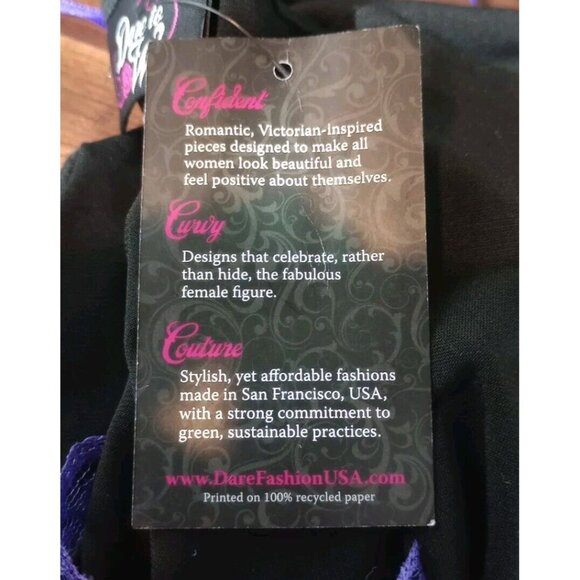 Dare to
Confident
Romantic, Victorian-Inspired
pieces designed to make all
women look beautiful and
feel positive about themselves.
Curvy
Designs that celebrate, rather
than hide, the fabulous
female figure.
Couture
Stylish, yet affordable fashions
made in San Francisco, USA,
with a strong commitment to
green, sustainable practices.
www.DareFashionUSA.com
Printed on 100% recycled paper